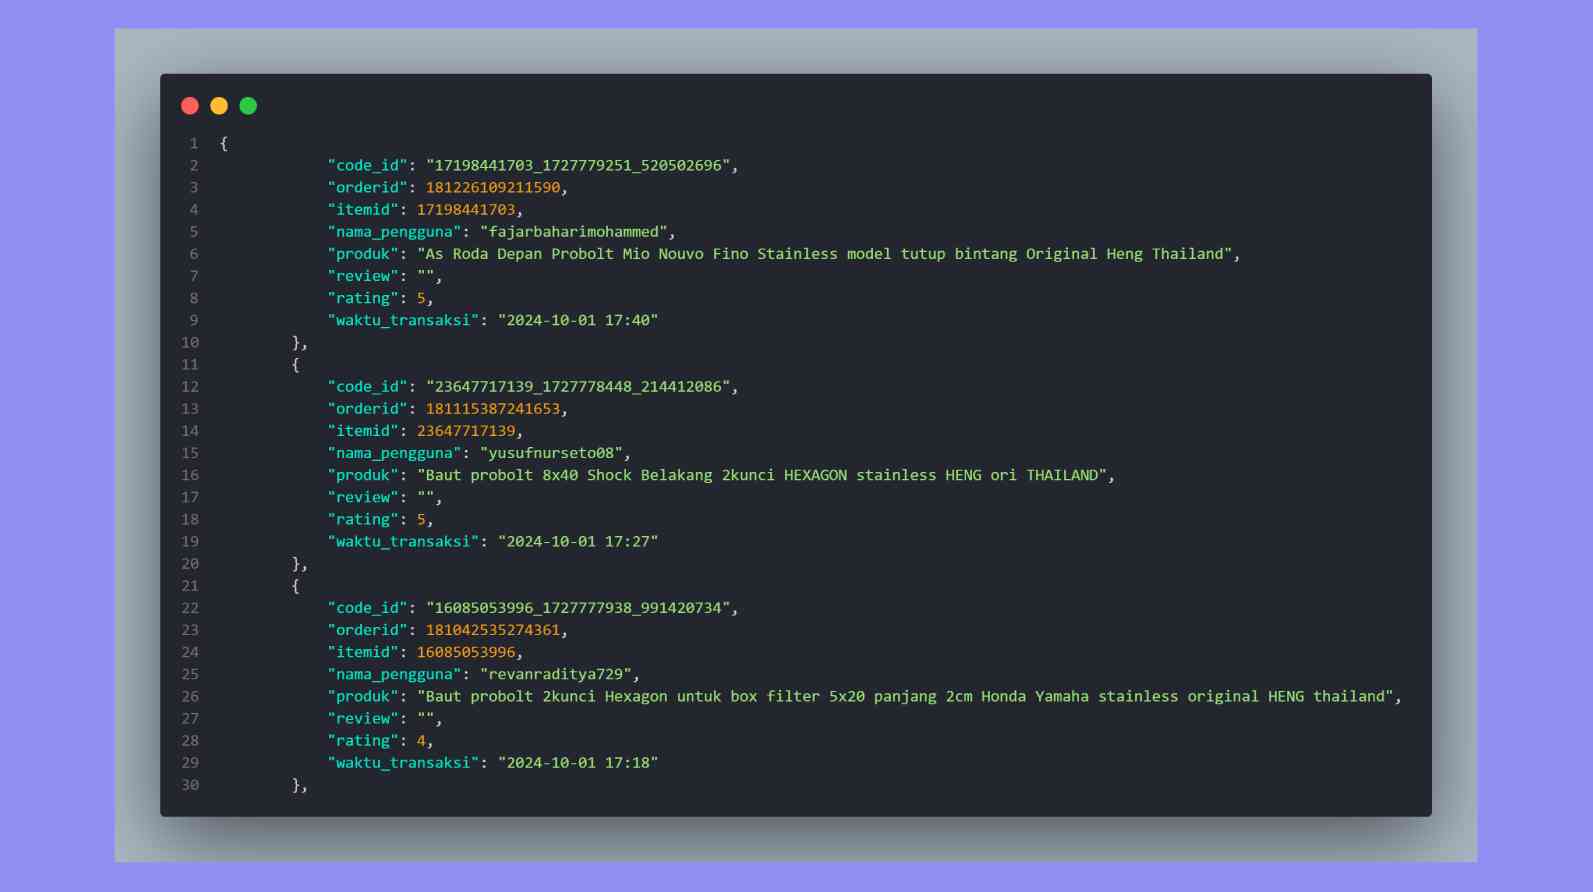 1 {
2 "code_id": "17198441703_1727779251_520502696",
3 "orderid": 181226109211590,
4 "itemid": 17198441703,
5 "nama_pengguna": "fajarbaharimohammed",
6 "produk": "As Roda Depan Probolt Mio Nouvo Fino Stainless model tutup bintang Original Heng Thailand",
7 "review": "",
8 "rating": 5,
9 "waktu_transaksi": "2024-10-01 17:40"
10 },
11 {
12 "code_id": "23647717139_1727778448_214412086",
13 "orderid": 181115387241653,
14 "itemid": 23647717139,
15 "nama_pengguna": "yusufnurseto08",
16 "produk": "Baut probolt 8x40 Shock Belakang 2kunci HEXAGON stainless HENG ori THAILAND",
17 "review": "",
18 "rating": 5,
19 "waktu_transaksi": "2024-10-01 17:27"
20 },
21 {
22 "code_id": "16085053996_1727777938_991420734",
23 "orderid": 181042535274361,
24 "itemid": 16085053996,
25 "nama_pengguna": "revanraditya729",
26 "produk": "Baut probolt 2kunci Hexagon untuk box filter 5x20 panjang 2cm Honda Yamaha stainless original HENG thailand",
27 "review": "",
28 "rating": 4,
29 "waktu_transaksi": "2024-10-01 17:18"
30 },